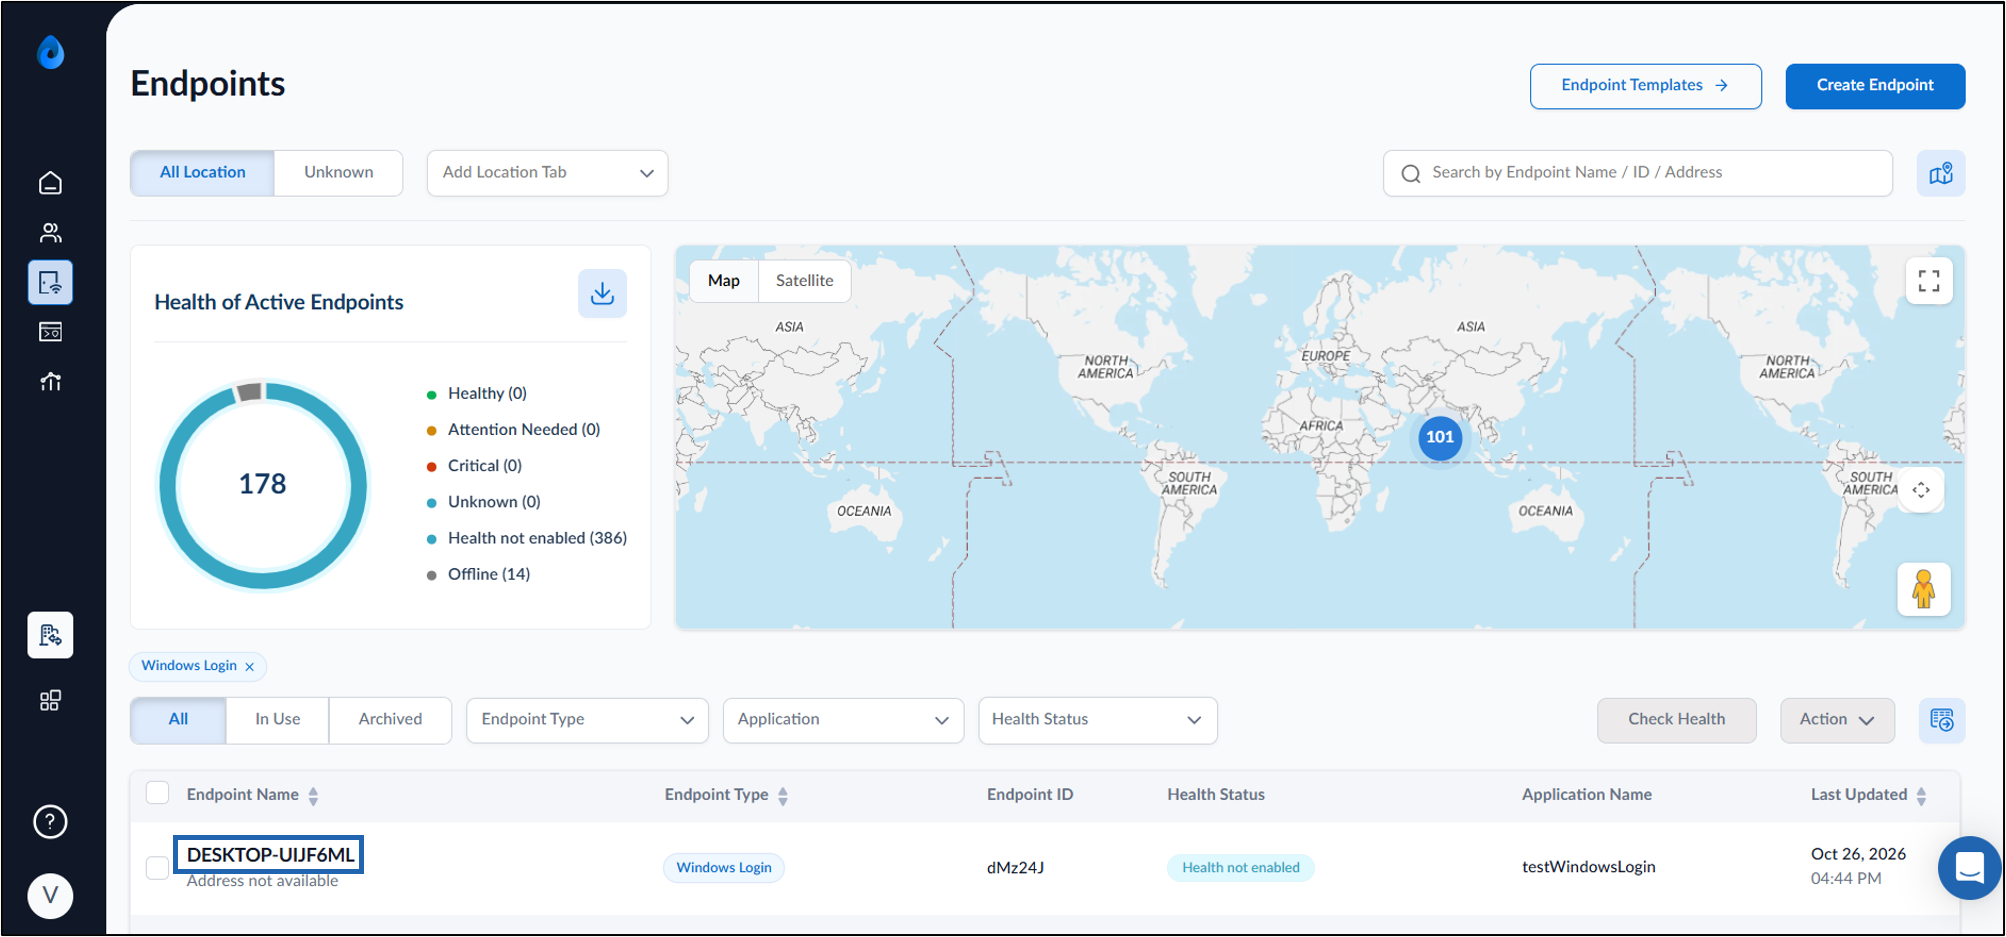 Endpoints
Endpoint Templates
Create Endpoint
All Location
Unknown
Add Location Tab
Search by Endpoint Name / ID / Address
Health of Active Endpoints
178
Healthy (0)
Attention Needed (0)
Critical (0)
Unknown (0)
Health not enabled (386)
Offline (14)
Map
Satellite
ASIA
NORTH
AMERICA
EUROPE
ASIA
NORTH
AMERICA
AFRICA
101
SOUTH
AMERICA
OCEANIA
SOUTH
AMERICA
OCEANIA
Windows Login
All
In Use
Archived
Endpoint Type
Application
Health Status
Check Health
Action
Endpoint Name
Endpoint Type
Endpoint ID
Health Status
Application Name
Last Updated
DESKTOP-UIJF6ML
Address not available
Windows Login
dMz24J
Health not enabled
testWindowsLogin
Oct 26, 2026
04:44 PM
?
V